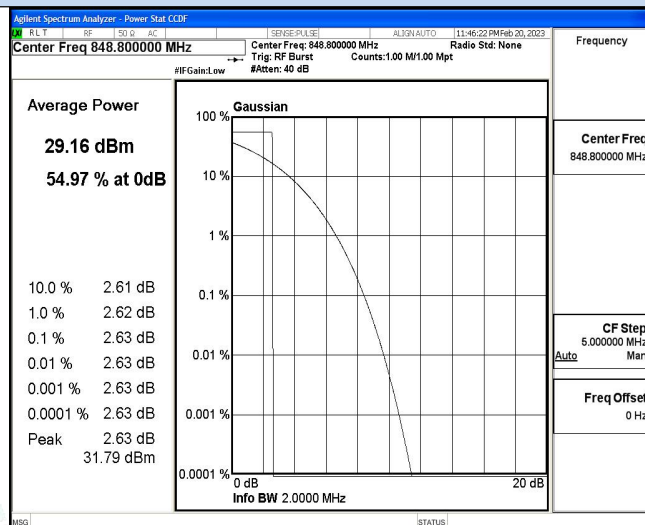 Agilent Spectrum Analyzer - Power Stat CCDF
RLT RF 50 Ω AC SENSE:PULSE ALIGN AUTO 11:46:22 PM Feb 20, 2023
Center Freq 848.800000 MHz
Center Freq: 848.800000 MHz Radio Std: None
Trig: RF Burst Counts:1.00 M/1.00 Mpt
#IFGain:Low #Atten: 40 dB
Frequency
Average Power
29.16 dBm
54.97 % at 0dB
10.0 % 2.61 dB
1.0 % 2.62 dB
0.1 % 2.63 dB
0.01 % 2.63 dB
0.001 % 2.63 dB
0.0001 % 2.63 dB
Peak 2.63 dB
31.79 dBm
Gaussian
100 %
10 %
1 %
0.1 %
0.01 %
0.001 %
0.0001 %
0 dB 20 dB
Info BW 2.0000 MHz
Center Freq
848.800000 MHz
CF Step
5.000000 MHz
Auto Man
Freq Offset
0 Hz
MSG STATUS